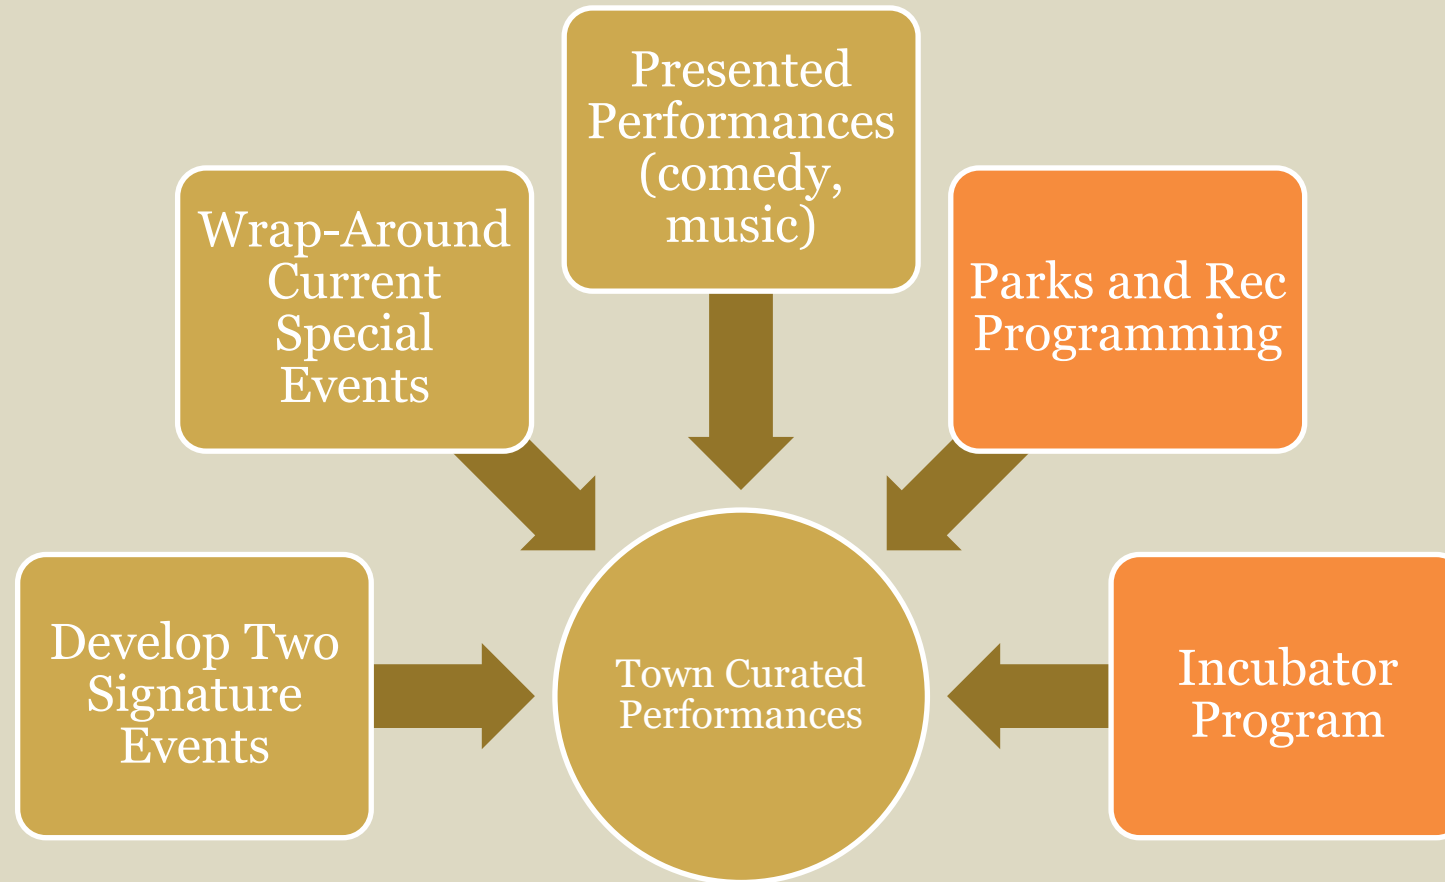 Presented
Performances
(comedy,
music)
Wrap-Around
Current
Special
Events
Parks and Rec
Programming
Develop Two
Signature
Events
Town Curated
Performances
Incubator
Program